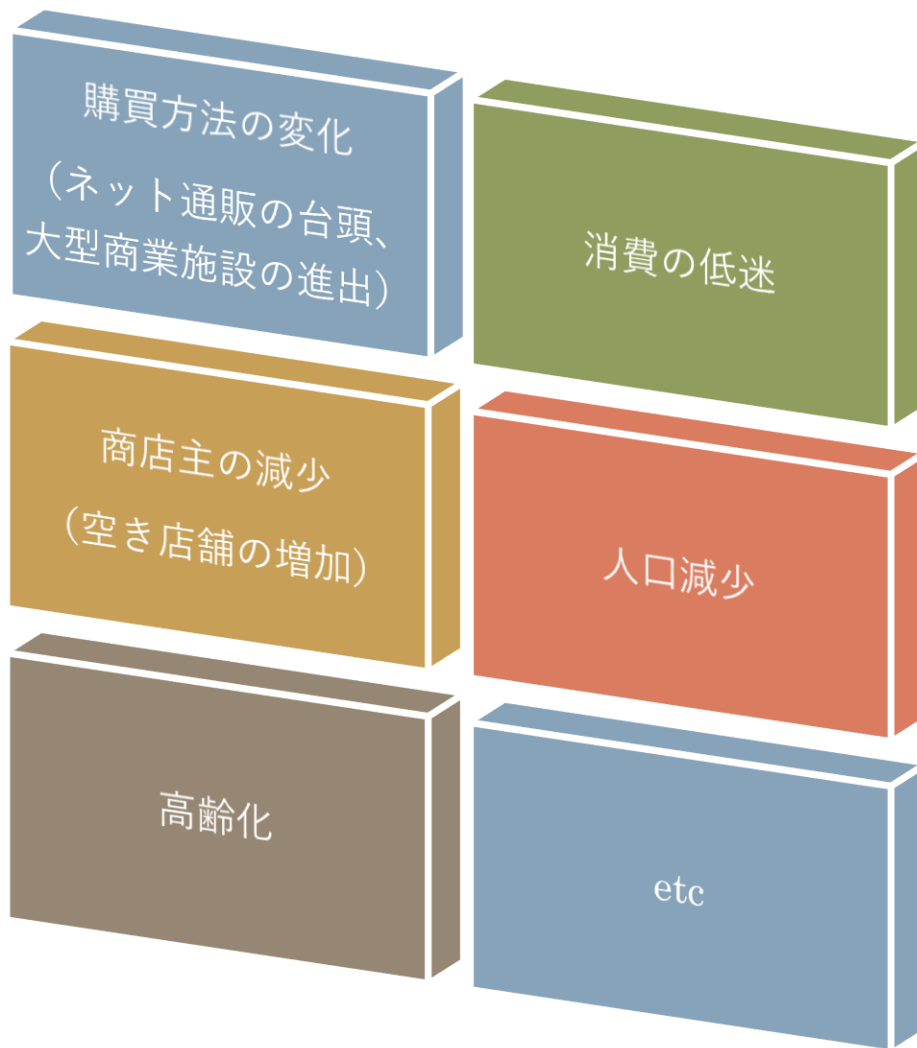 購買方法の変化
（ネット通販の台頭、
大型商業施設の進出）
消費の低迷
商店主の減少
（空き店舗の増加）
人口減少
高齢化
etc